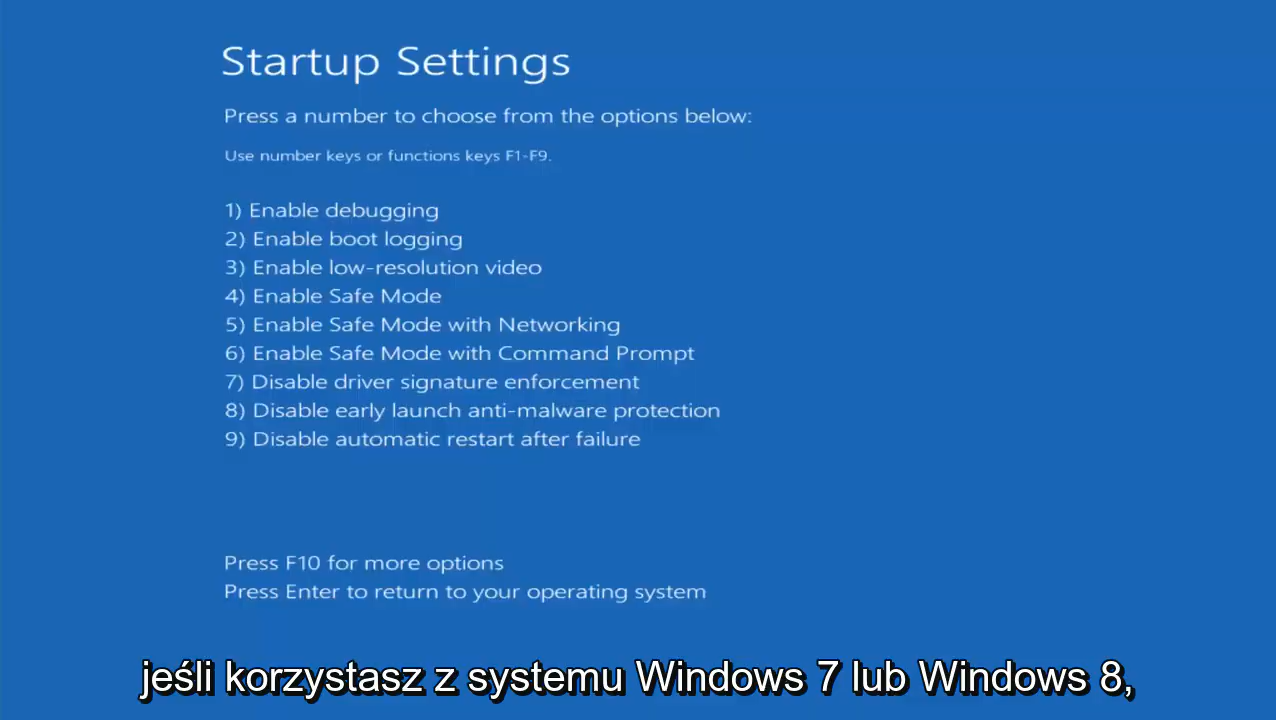 Startup Settings
Press a number to choose from the options below:
Use number keys or functions keys F1-F9.
1) Enable debugging
2) Enable boot logging
3) Enable low-resolution video
4) Enable Safe Mode
5) Enable Safe Mode with Networking
6) Enable Safe Mode with Command Prompt
7) Disable driver signature enforcement
8) Disable early launch anti-malware protection
9) Disable automatic restart after failure
Press F10 for more options
Press Enter to return to your operating system
jeśli korzystasz z systemu Windows 7 lub Windows 8,